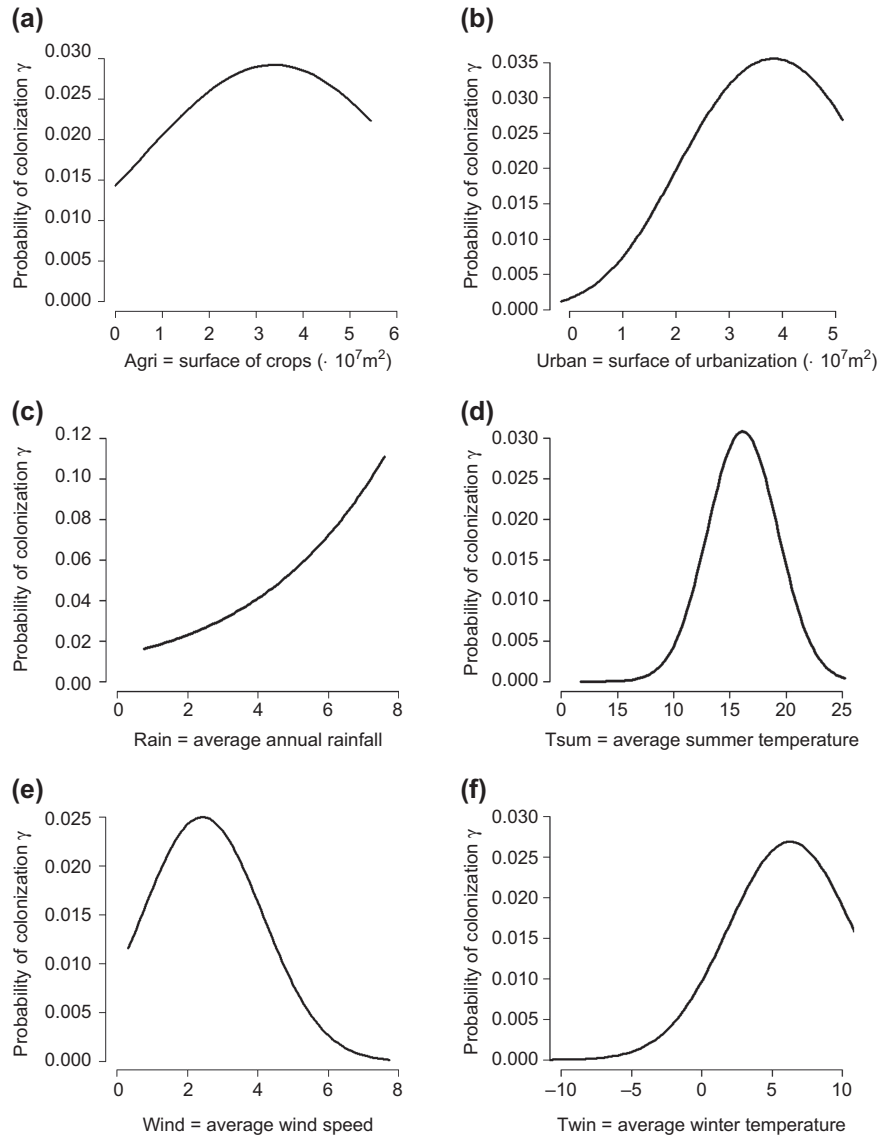 (a)
Probability of colonization γ
0.030
0.025
0.020
0.015
0.010
0.005
0.000
0 1 2 3 4 5 6
Agri = surface of crops (· 10⁷m²)
(b)
Probability of colonization γ
0.035
0.030
0.025
0.020
0.015
0.010
0.005
0.000
0 1 2 3 4 5
Urban = surface of urbanization (· 10⁷m²)
(c)
Probability of colonization γ
0.12
0.10
0.08
0.06
0.04
0.02
0.00
0 2 4 6 8
Rain = average annual rainfall
(d)
Probability of colonization γ
0.030
0.025
0.020
0.015
0.010
0.005
0.000
0 15 10 15 20 25
Tsum = average summer temperature
(e)
Probability of colonization γ
0.025
0.020
0.015
0.010
0.005
0.000
0 2 4 6 8
Wind = average wind speed
(f)
Probability of colonization γ
0.030
0.025
0.020
0.015
0.010
0.005
0.000
–10 –5 0 5 10
Twin = average winter temperature